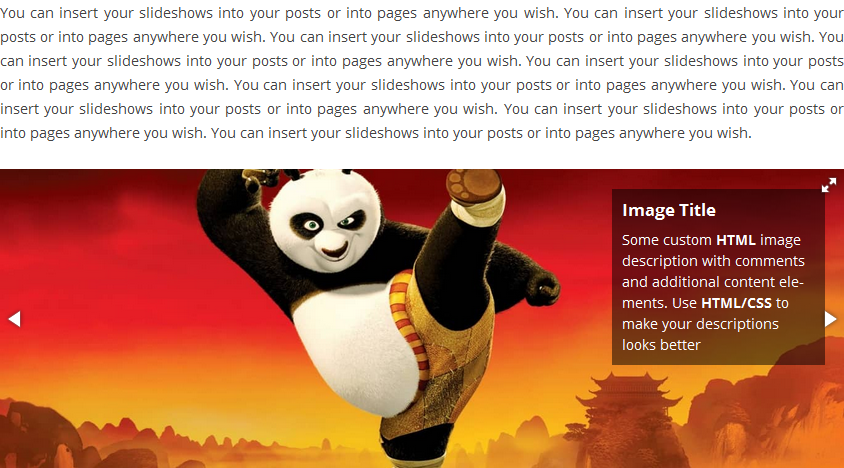 You can insert your slideshows into your posts or into pages anywhere you wish. You can insert your slideshows into your
posts or into pages anywhere you wish. You can insert your slideshows into your posts or into pages anywhere you wish. You
can insert your slideshows into your posts or into pages anywhere you wish. You can insert your slideshows into your posts
or into pages anywhere you wish. You can insert your slideshows into your posts or into pages anywhere you wish. You can
insert your slideshows into your posts or into pages anywhere you wish. You can insert your slideshows into your posts or
into pages anywhere you wish. You can insert your slideshows into your posts or into pages anywhere you wish.
Image Title
Some custom HTML image
description with comments
and additional content ele-
ments. Use HTML/CSS to
make your descriptions
looks better